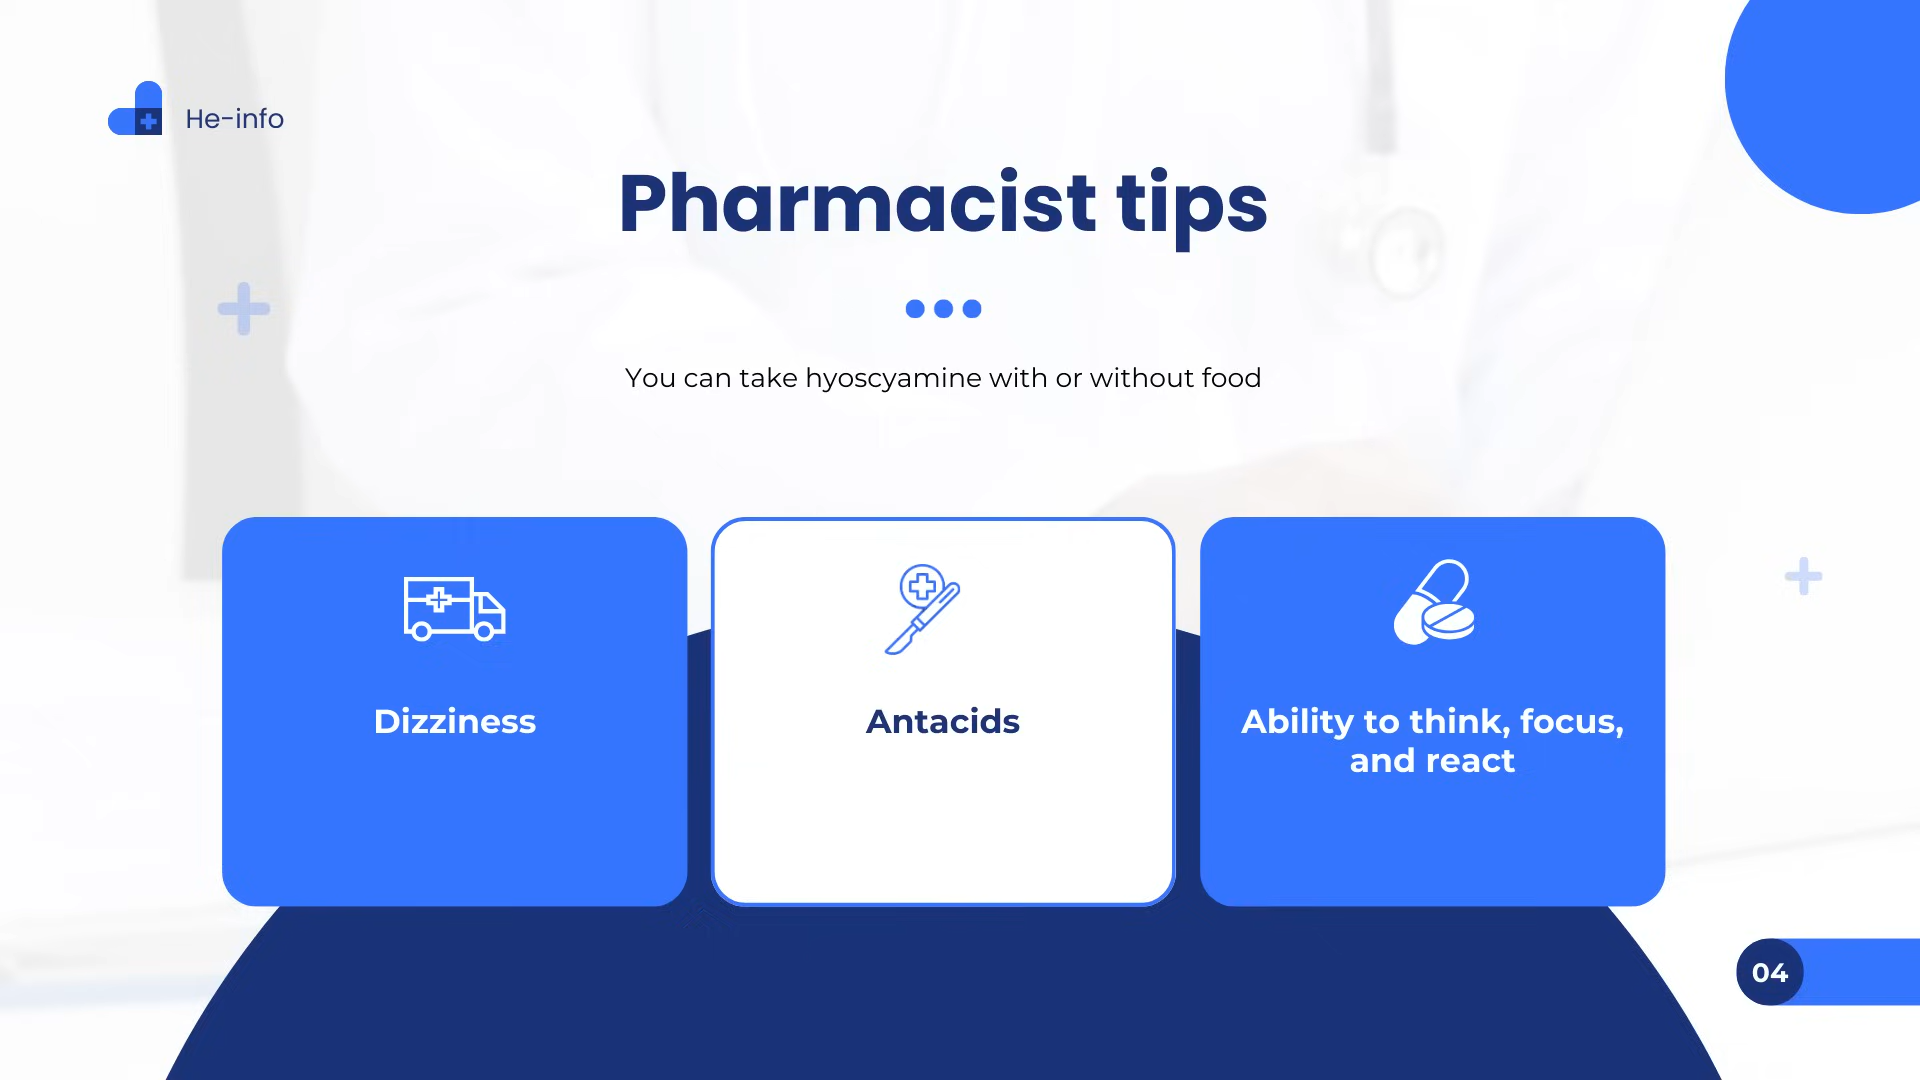 He-info
Pharmacist tips
You can take hyoscyamine with or without food
Dizziness
Antacids
Ability to think, focus,
and react
04